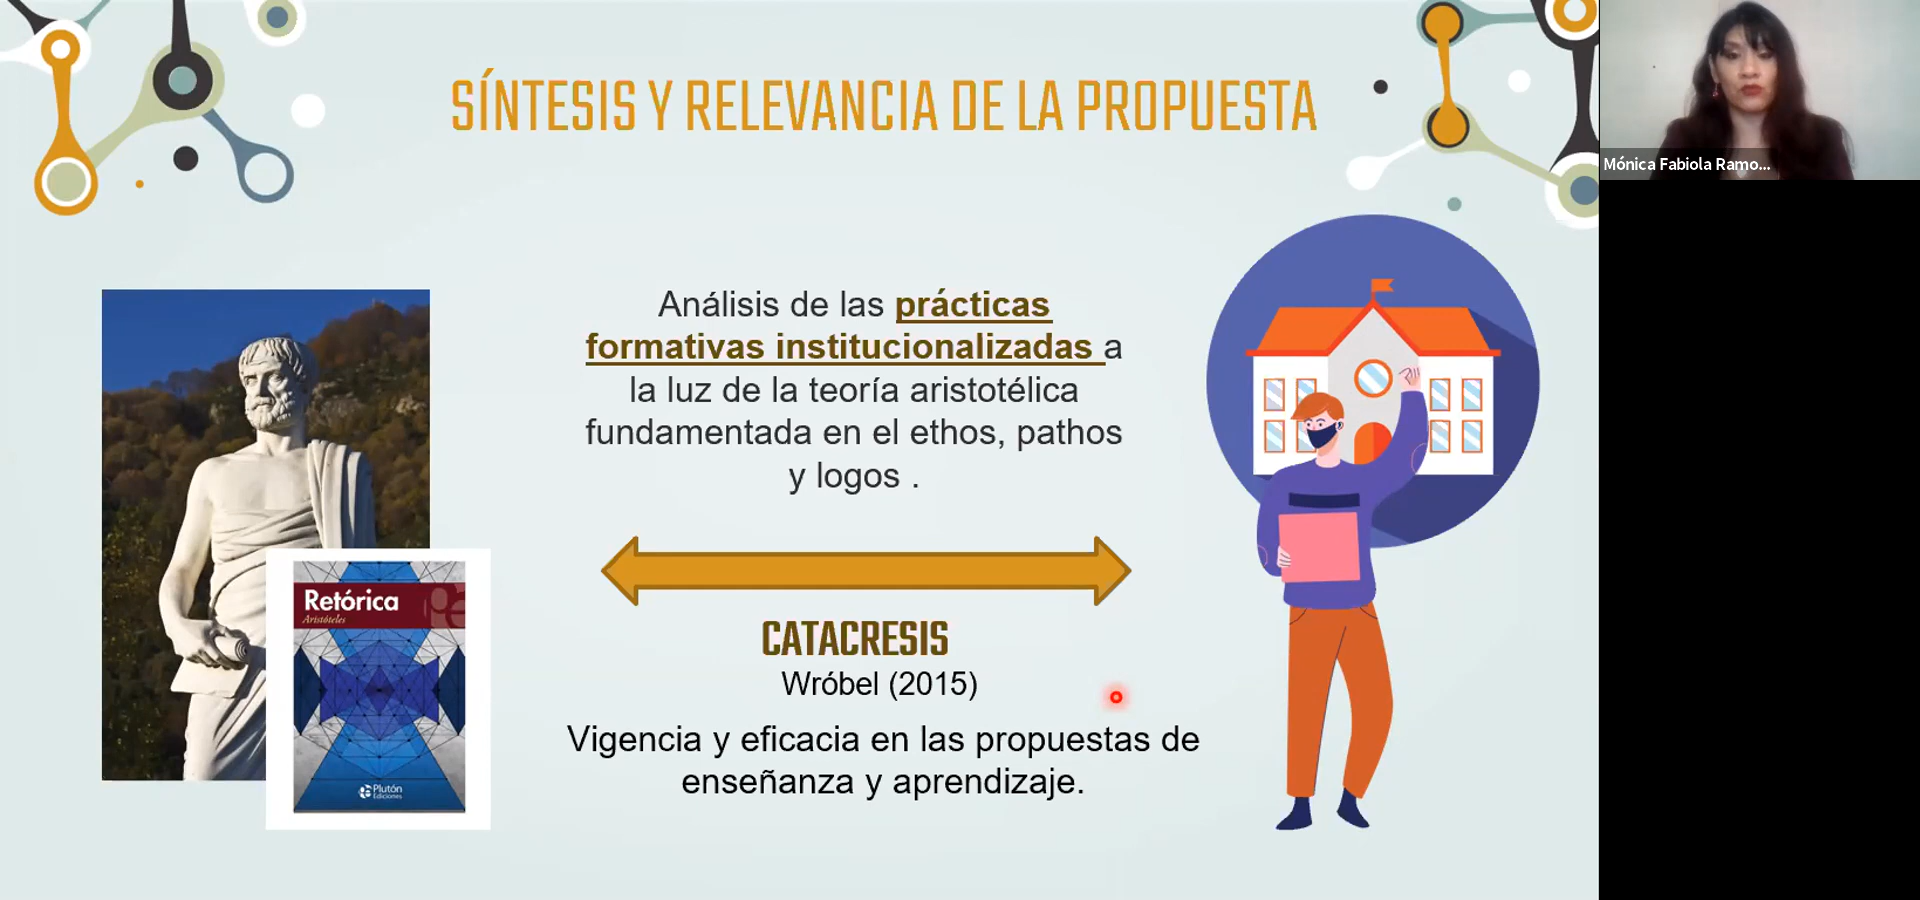 SÍNTESIS Y RELEVANCIA DE LA PROPUESTA
Mónica Fabiola Ramo...
Análisis de las prácticas
formativas institucionalizadas a
la luz de la teoría aristotélica
fundamentada en el ethos, pathos
y logos .
Retórica
Aristóteles
Plutón
Ediciones
CATACRESIS
Wróbel (2015)
Vigencia y eficacia en las propuestas de
enseñanza y aprendizaje.